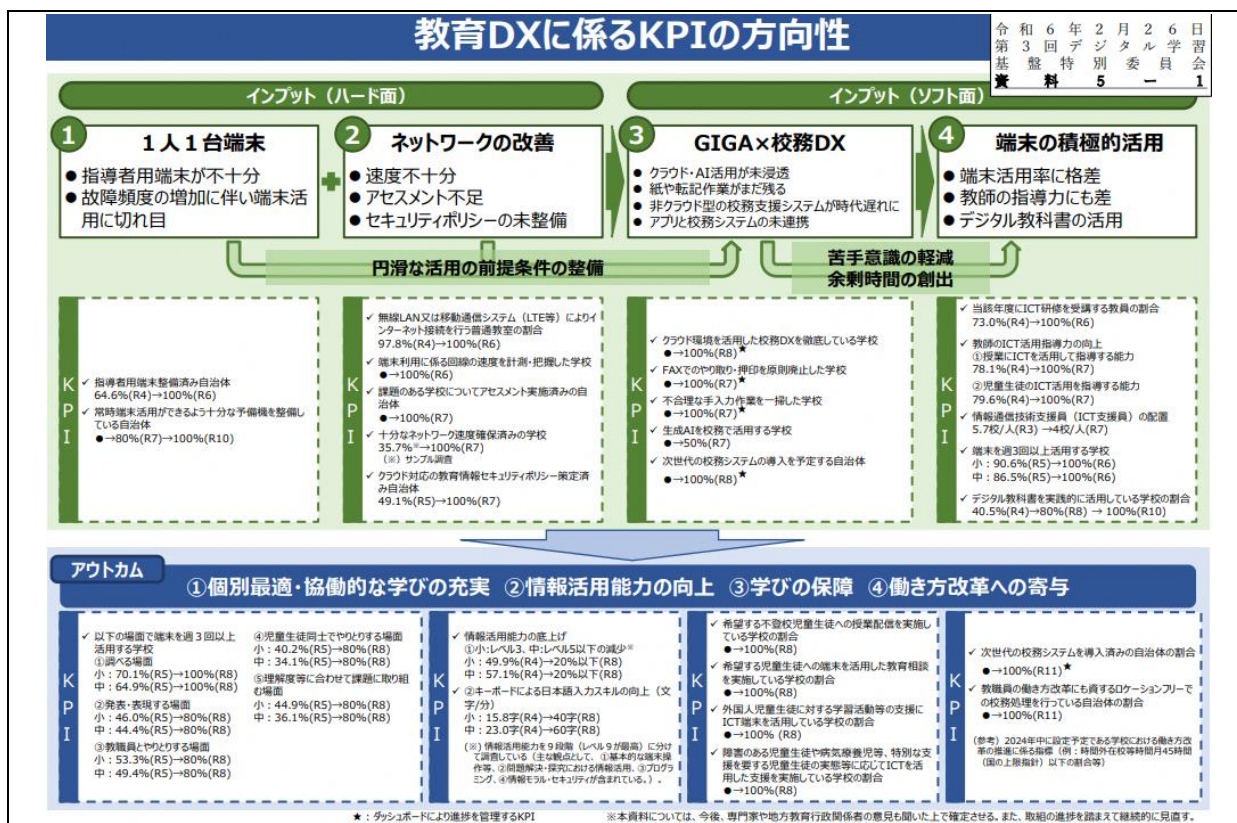 教育DXに係るKPIの方向性
令和6年2月26日
第3回デジタル学習
基盤特別委員会
資料5－1
インプット（ハード面）
インプット（ソフト面）
① 1人1台端末
● 指導者用端末が不十分
● 故障頻度の増加に伴い端末活
用に切れ目
② ネットワークの改善
● 速度不十分
● アセスメント不足
● セキュリティポリシーの未整備
③ GIGA×校務DX
● クラウド・AI活用が未浸透
● 紙や転記作業がまだ残る
● 非クラウド型の校務支援システムが時代遅れに
● アプリと校務システムの未連携
④ 端末の積極的活用
● 端末活用率に格差
● 教師の指導力にも差
● デジタル教科書の活用
円滑な活用の前提条件の整備
苦手意識の軽減
余剰時間の創出
KPI
✓ 指導者用端末整備済み自治体
64.6%(R4)→100%(R6)
✓ 常時端末活用ができるよう十分な予備機を整備し
ている自治体
●→80%(R7)→100%(R10)
KPI
✓ 無線LAN又は移動通信システム（LTE等）によりイ
ンターネット接続を行う普通教室の割合
97.8%(R4)→100%(R6)
✓ 端末利用に係る回線の速度を計測・把握した学校
●→100%(R6)
✓ 課題のある学校についてアセスメント実施済みの自
治体
●→100%(R7)
✓ 十分なネットワーク速度確保済みの学校
35.7%※→100%(R7)
（※）サンプル調査
✓ クラウド対応の教育情報セキュリティポリシー策定済
み自治体
49.1%(R5)→100%(R7)
KPI
✓ クラウド環境を活用した校務DXを徹底している学校
●→100%(R8)★
✓ FAXでのやり取り・押印を原則廃止した学校
●→100%(R7)★
✓ 不合理な手入力作業を一掃した学校
●→100%(R7)★
✓ 生成AIを校務で活用する学校
●→50%(R7)
✓ 次世代の校務システムの導入を予定する自治体
●→100%(R8)★
KPI
✓ 当該年度にICT研修を受講する教員の割合
73.0%(R4)→100%(R6)
✓ 教師のICT活用指導力の向上
①授業にICTを活用して指導する能力
78.1%(R4)→100%(R7)
②児童生徒のICT活用を指導する能力
79.6%(R4)→100%(R7)
✓ 情報通信技術支援員（ICT支援員）の配置
5.7校/人(R3) →4校/人(R7)
✓ 端末を週3回以上活用する学校
小：90.6%(R5)→100%(R6)
中：86.5%(R5)→100%(R6)
✓ デジタル教科書を実践的に活用している学校の割合
40.5%(R4)→80%(R8) → 100%(R10)
アウトカム
①個別最適・協働的な学びの充実 ②情報活用能力の向上 ③学びの保障 ④働き方改革への寄与
KPI
✓ 以下の場面で端末を週３回以上
活用する学校
①調べる場面
小：70.1%(R5)→100%(R8)
中：64.9%(R5)→100%(R8)
②発表・表現する場面
小：46.0%(R5)→80%(R8)
中：44.4%(R5)→80%(R8)
③教職員とやりとりする場面
小：53.3%(R5)→80%(R8)
中：49.4%(R5)→80%(R8)
④児童生徒同士でやりとりする場面
小：40.2%(R5)→80%(R8)
中：34.1%(R5)→80%(R8)
⑤理解度等に合わせて課題に取り組
む場面
小：44.9%(R5)→80%(R8)
中：36.1%(R5)→80%(R8)
KPI
✓ 情報活用能力の底上げ
①小:レベル3、中:レベル5以下の減少※
小：49.9%(R4)→20%以下(R8)
中：57.1%(R4)→20%以下(R8)
✓ ②キーボードによる日本語入力スキルの向上（文
字/分）
小：15.8字(R4)→40字(R8)
中：23.0字(R4)→60字(R8)
(※) 情報活用能力を９段階（レベル９が最高）に分け
て調査している（主な観点として、①基本的な端末操
作等、②問題解決・探究における情報活用、③プログラ
ミング、④情報モラル・セキュリティが含まれている。）。
KPI
✓ 希望する不登校児童生徒への授業配信を実施し
ている学校の割合
●→100%(R8)
✓ 希望する児童生徒への端末を活用した教育相談
を実施している学校の割合
●→100%(R8)
✓ 外国人児童生徒に対する学習活動等の支援に
ICT端末を活用している学校の割合
●→100%(R8)
✓ 障害のある児童生徒や病気療養児等、特別な支
援を要する児童生徒の実態等に応じてICTを活
用した支援を実施している学校の割合
●→100%(R8)
KPI
✓ 次世代の校務システムを導入済みの自治体の割合
●→100%(R11)★
✓ 教職員の働き方改革にも資するロケーションフリーで
の校務処理を行っている自治体の割合
●→100%(R11)
（参考）2024年中に設定予定である学校における働き方改
革の推進に係る指標（例：時間外在校等時間月45時間
（国の上限指針）以下の割合等）
★：ダッシュボードにより進捗を管理するKPI
※本資料については、今後、専門家や地方教育行政関係者の意見も聞いた上で確定させる。また、取組の進捗を踏まえて継続的に見直す。